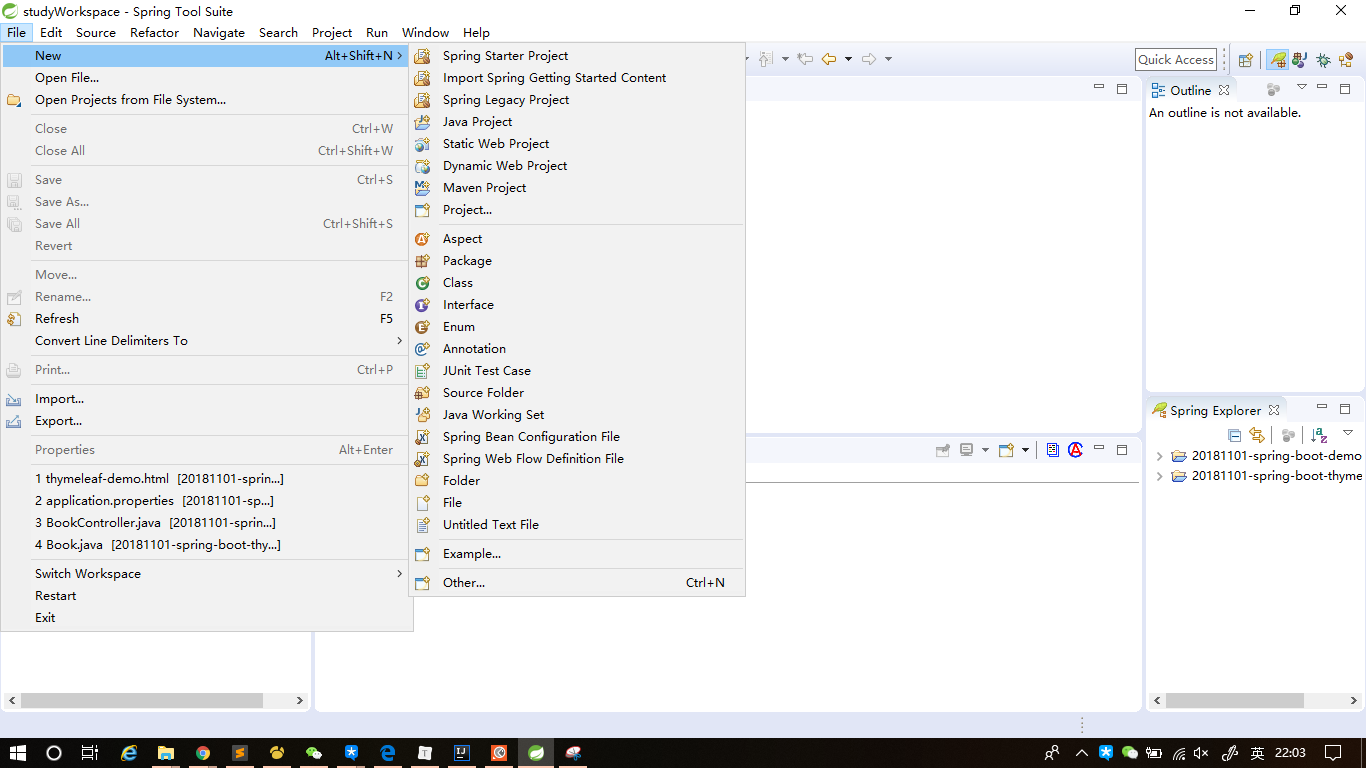 studyWorkspace - Spring Tool Suite
File Edit Source Refactor Navigate Search Project Run Window Help
New Alt+Shift+N
Open File...
Open Projects from File System...
Close Ctrl+W
Close All Ctrl+Shift+W
Save Ctrl+S
Save As...
Save All Ctrl+Shift+S
Revert
Move...
Rename... F2
Refresh F5
Convert Line Delimiters To
Print... Ctrl+P
Import...
Export...
Properties Alt+Enter
1 thymeleaf-demo.html [20181101-sprin...]
2 application.properties [20181101-sp...]
3 BookController.java [20181101-sprin...]
4 Book.java [20181101-spring-boot-thy...]
Switch Workspace
Restart
Exit
Spring Starter Project
Import Spring Getting Started Content
Spring Legacy Project
Java Project
Static Web Project
Dynamic Web Project
Maven Project
Project...
Aspect
Package
Class
Interface
Enum
Annotation
JUnit Test Case
Source Folder
Java Working Set
Spring Bean Configuration File
Spring Web Flow Definition File
Folder
File
Untitled Text File
Example...
Other... Ctrl+N
Quick Access
Outline
An outline is not available.
Spring Explorer
20181101-spring-boot-demo
20181101-spring-boot-thyme
英 22:03